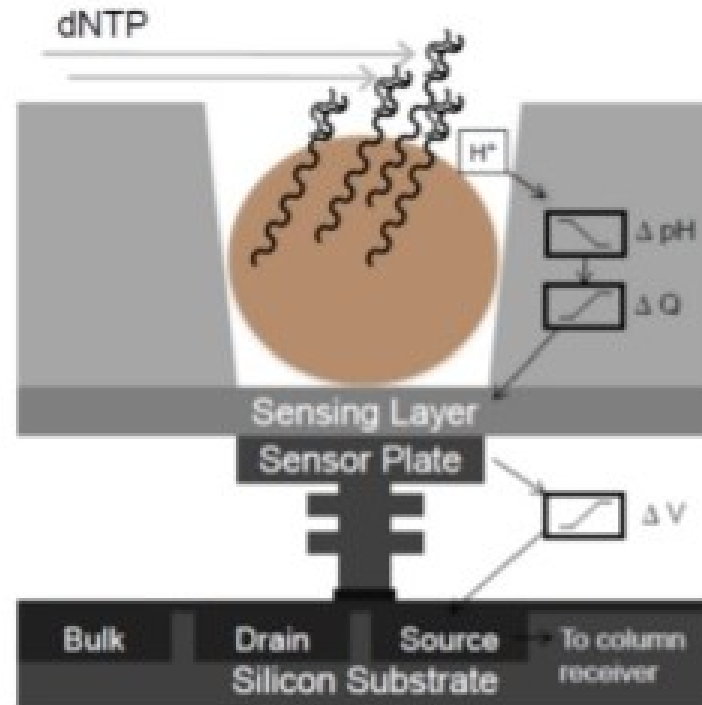 dNTP
H⁺
Δ pH
Δ Q
Sensing Layer
Sensor Plate
Δ V
Bulk
Drain
Source
To column
receiver
Silicon Substrate